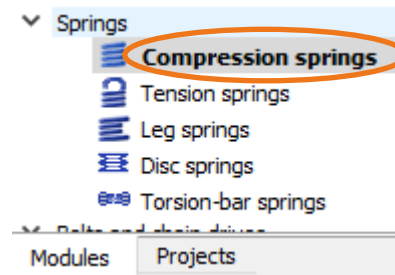 Springs
Compression springs
Tension springs
Leg springs
Disc springs
Torsion-bar springs
Modules Projects